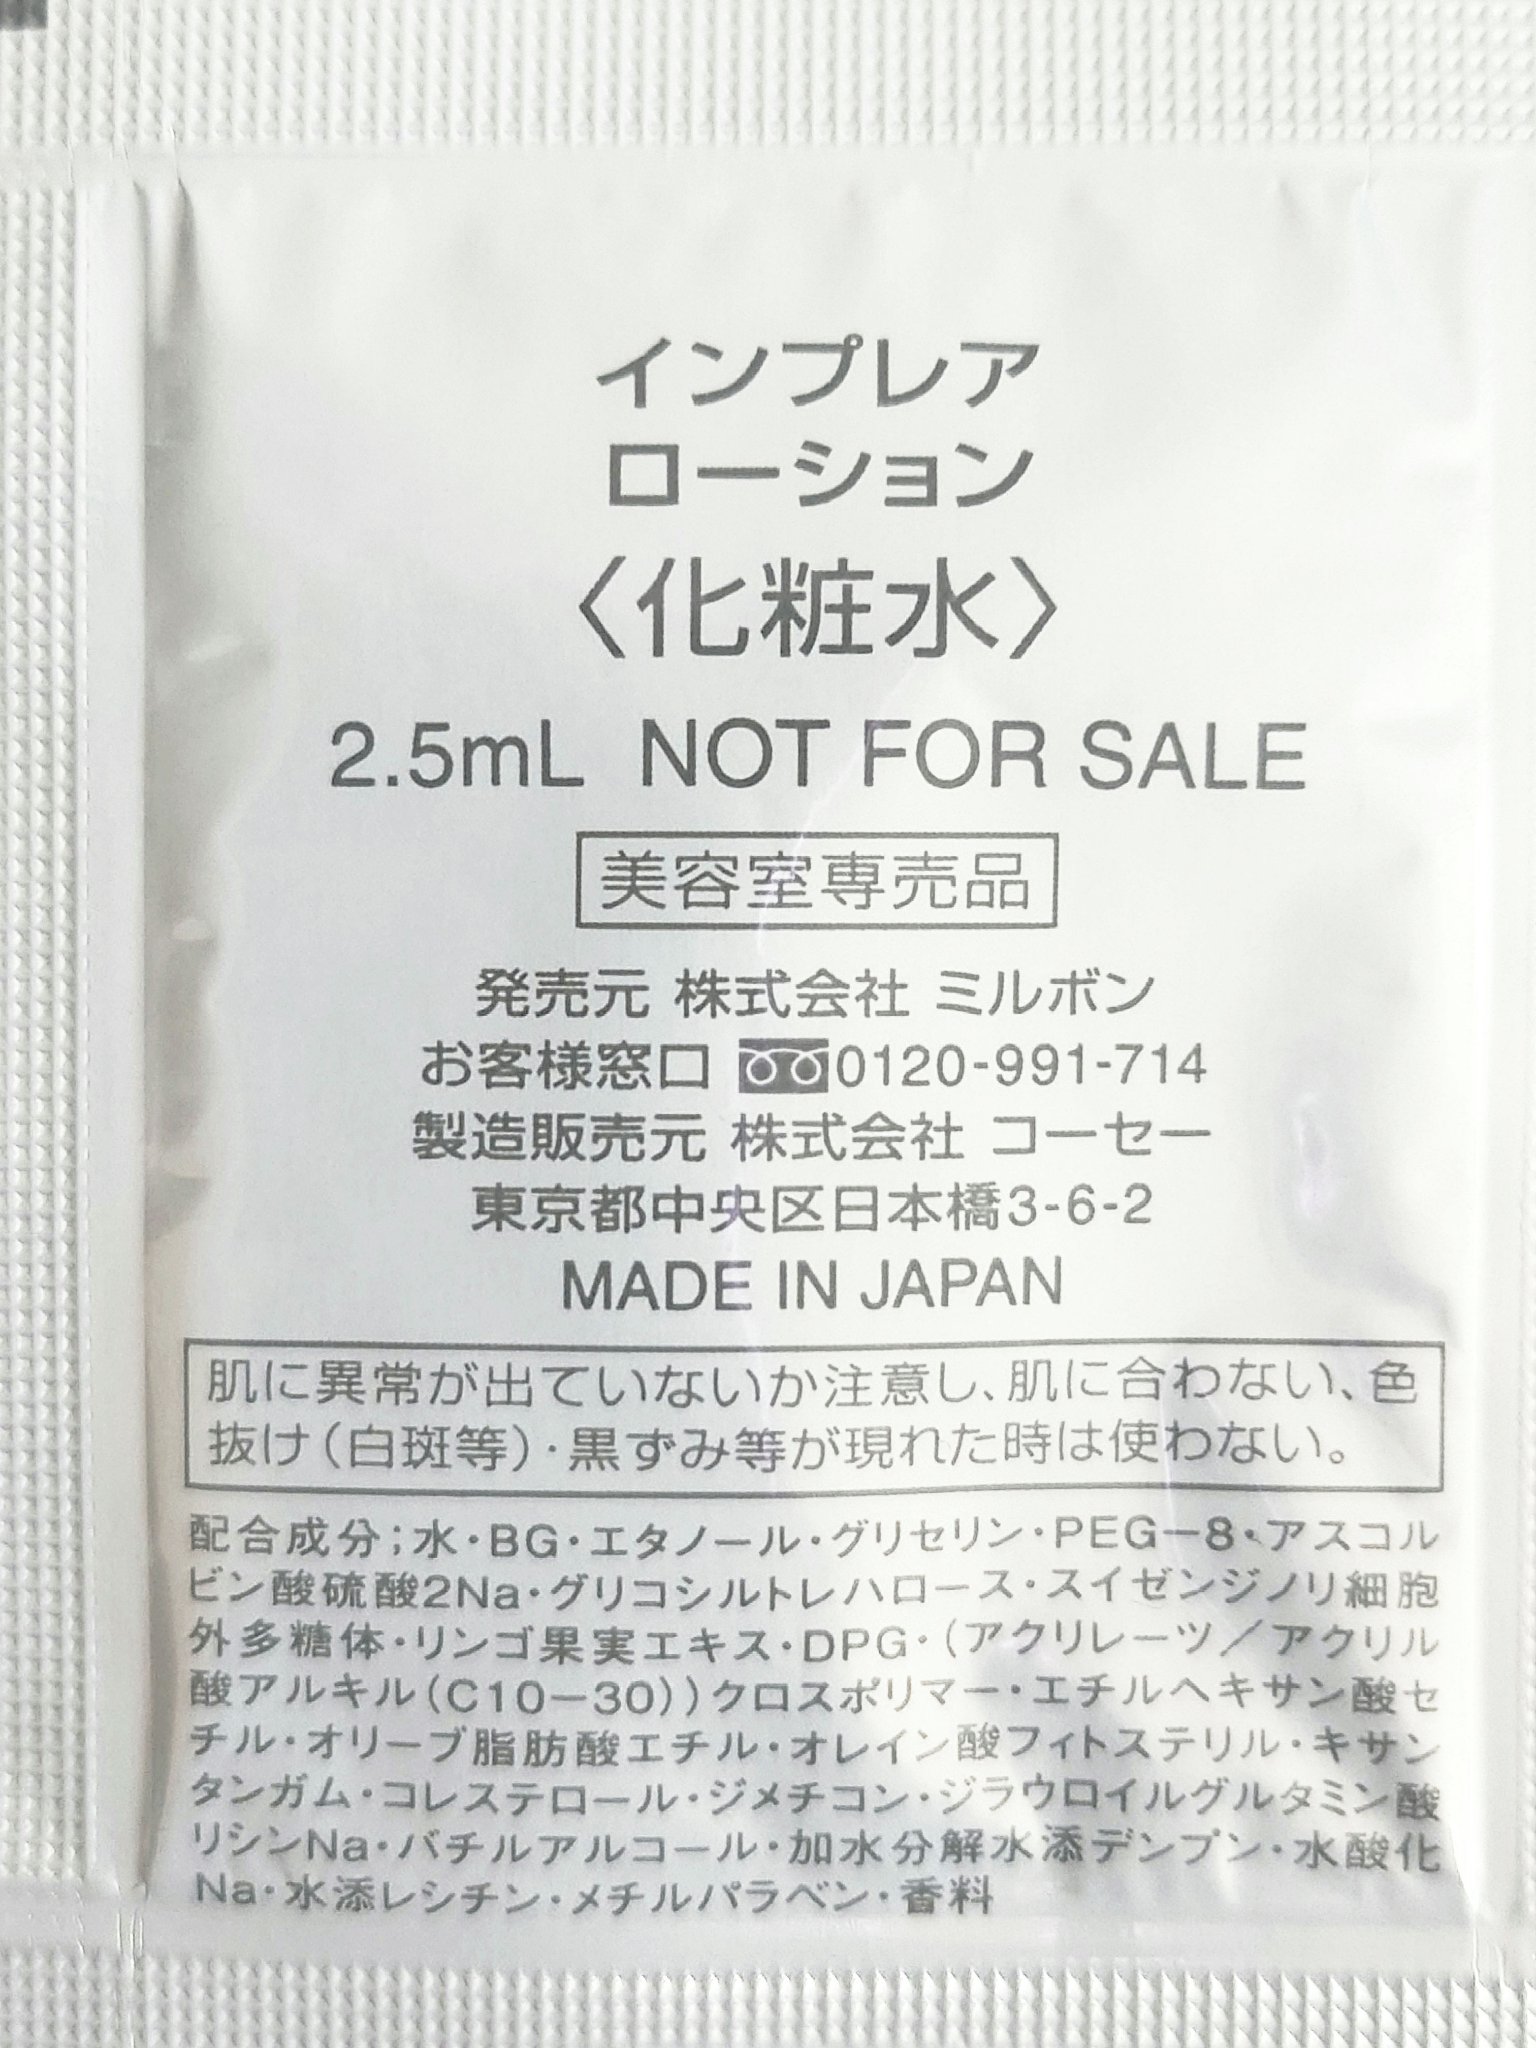 インプレア
ローション
〈化粧水〉
2.5mL NOT FOR SALE
美容室専売品
発売元 株式会社 ミルボン
お客様窓口 0120-991-714
製造販売元 株式会社 コーセー
東京都中央区日本橋3-6-2
MADE IN JAPAN
肌に異常が出ていないか注意し、肌に合わない、色
抜け（白斑等）・黒ずみ等が現れた時は使わない。
配合成分；水・BG・エタノール・グリセリン・PEG－8・アスコル
ビン酸硫酸2Na・グリコシルトレハロース・スイゼンジノリ細胞
外多糖体・リンゴ果実エキス・DPG・（アクリレーツ／アクリル
酸アルキル（C10－30））クロスポリマー・エチルヘキサン酸セ
チル・オリーブ脂肪酸エチル・オレイン酸フィトステリル・キサン
タンガム・コレステロール・ジメチコン・ジラウロイルグルタミン酸
リシンNa・バチルアルコール・加水分解水添デンプン・水酸化
Na・水添レシチン・メチルパラベン・香料